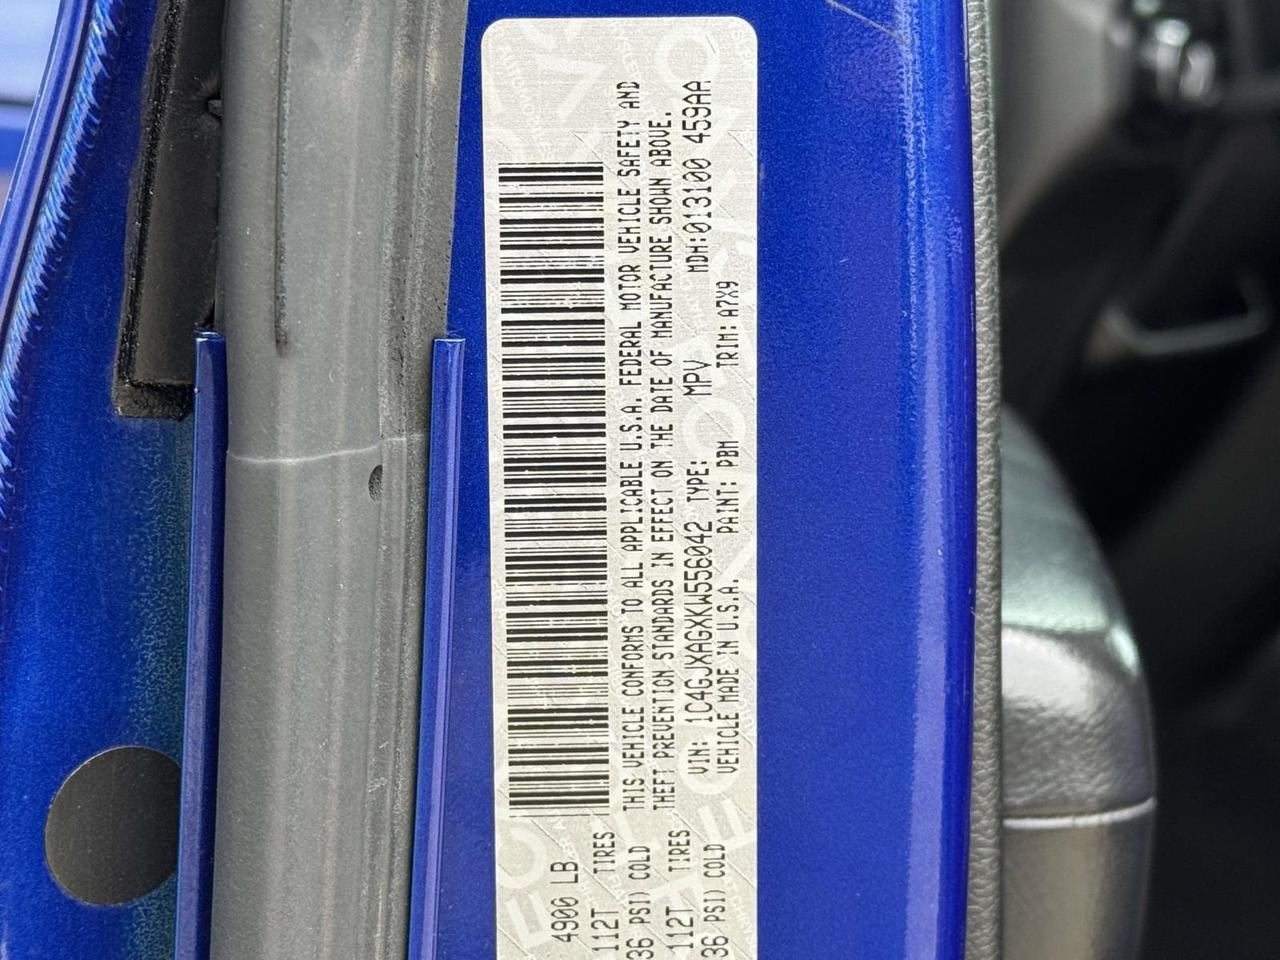 4900 LB
112T TIRES
36 PSI) COLD
112T TIRES
36 PSI) COLD
THIS VEHICLE CONFORMS TO ALL APPLICABLE U.S.A. FEDERAL MOTOR VEHICLE SAFETY AND
THEFT PREVENTION STANDARDS IN EFFECT ON THE DATE OF MANUFACTURE SHOWN ABOVE.
VIN: 1C4GJXAGXKW556042 TYPE: MPV MDH:013100 459AA
VEHICLE MADE IN U.S.A. PAINT: PBM TRIM: A7X9